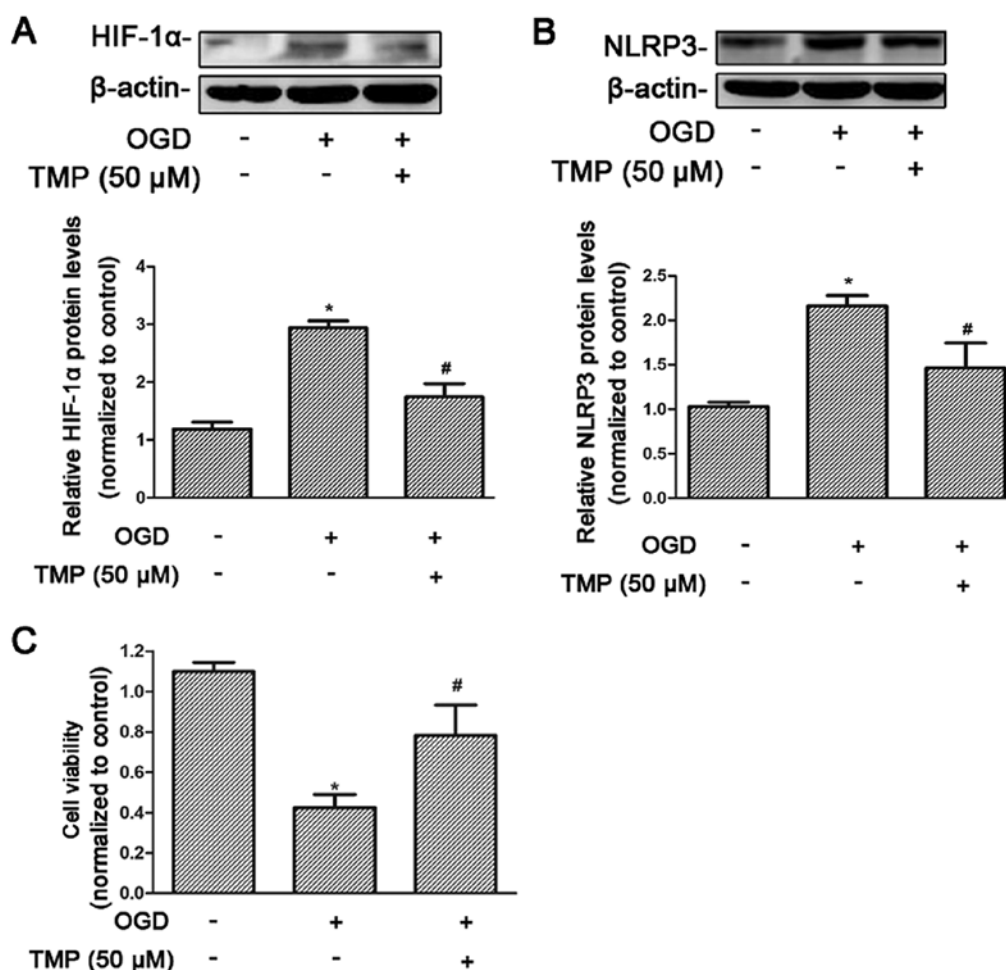 A
HIF-1α-
β-actin-
OGD - + +
TMP (50 μM) - - +
Relative HIF-1α protein levels
(normalized to control)
4
3
2
1
0
*
#
OGD - + +
TMP (50 μM) - - +
B
NLRP3-
β-actin-
OGD - + +
TMP (50 μM) - - +
Relative NLRP3 protein levels
(normalized to control)
2.5
2.0
1.5
1.0
0.5
0.0
*
#
OGD - + +
TMP (50 μM) - - +
C
Cell viability
(normalized to control)
1.2
1.0
0.8
0.6
0.4
0.2
0.0
*
#
OGD - + +
TMP (50 μM) - - +